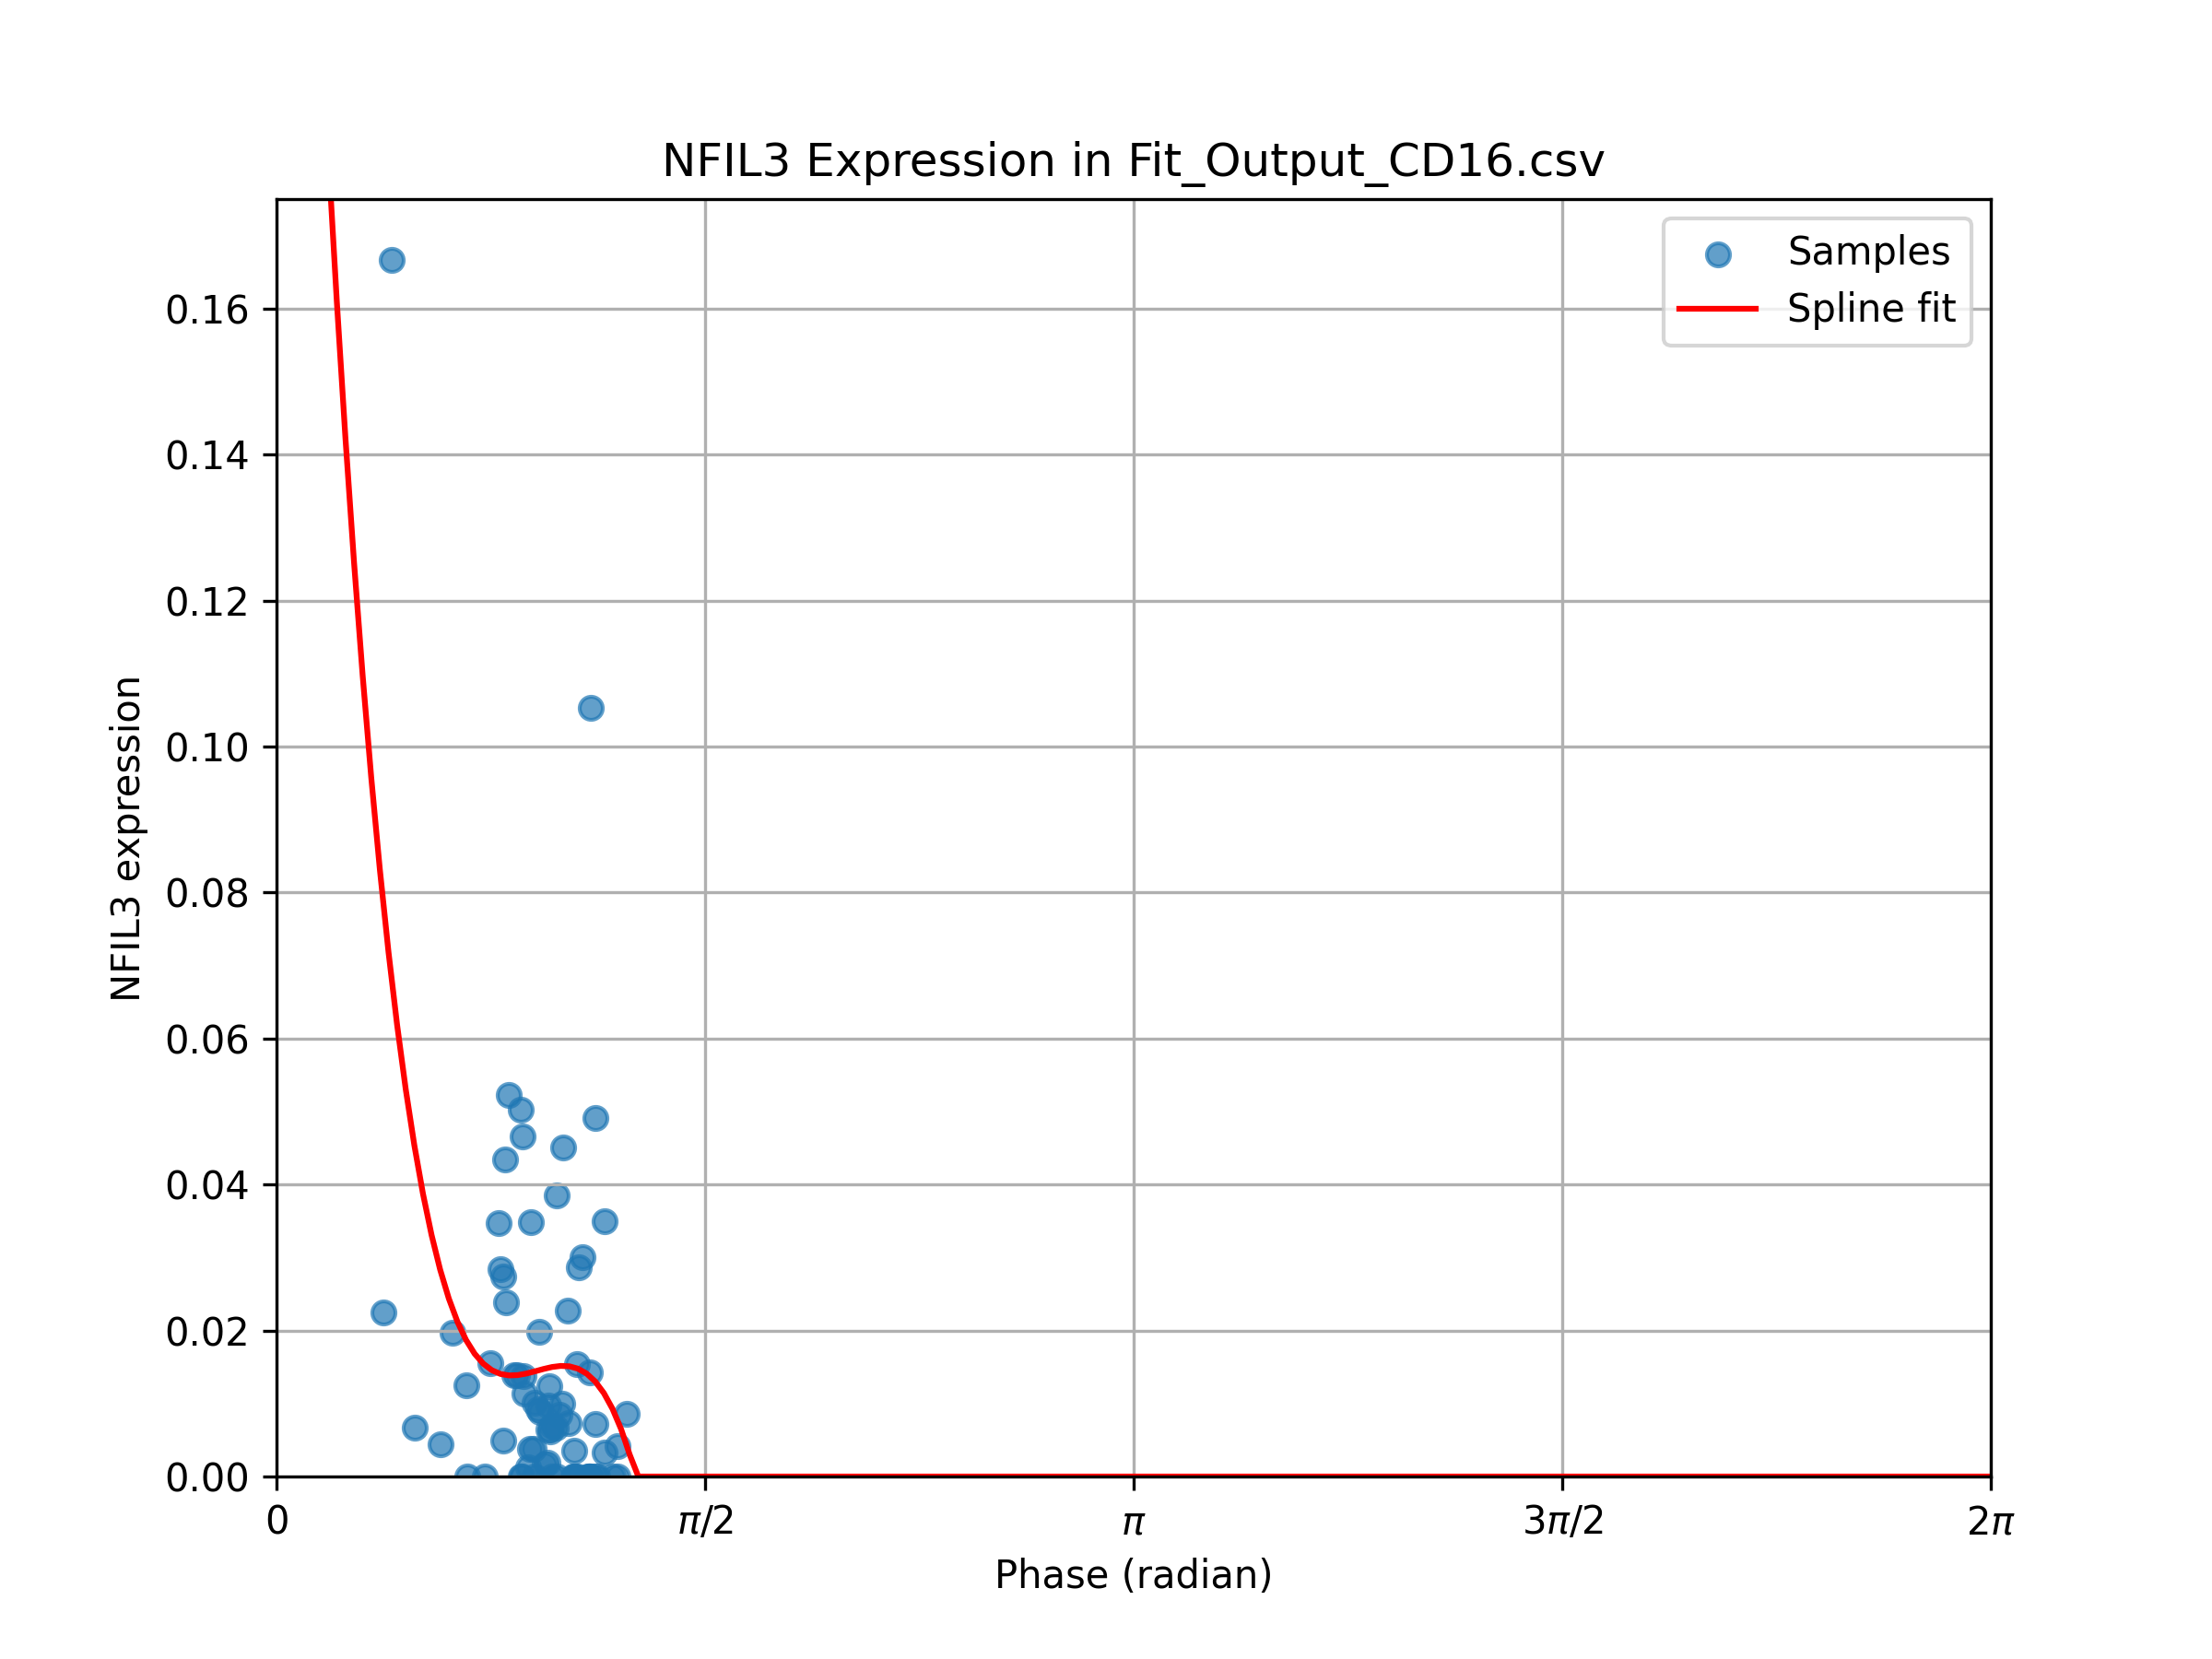 NFIL3 Expression in Fit_Output_CD16.csv
Samples
Spline fit
NFIL3 expression
0.16
0.14
0.12
0.10
0.08
0.06
0.04
0.02
0.00
0 π/2 π 3π/2 2π
Phase (radian)